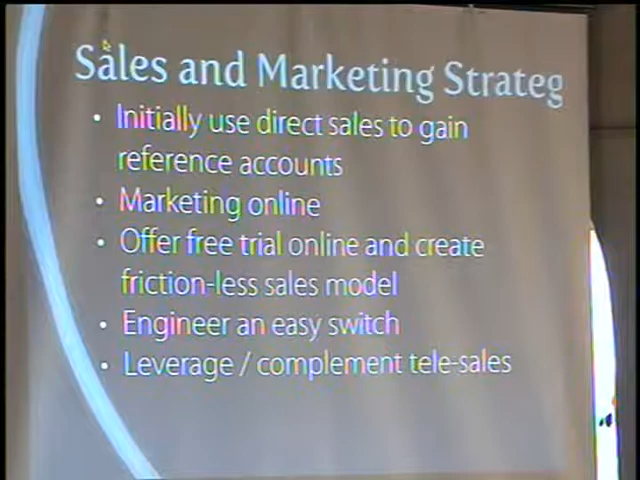 Sales and Marketing Strateg
• Initially use direct sales to gain
reference accounts
• Marketing online
• Offer free trial online and create
friction-less sales model
• Engineer an easy switch
• Leverage / complement tele-sales